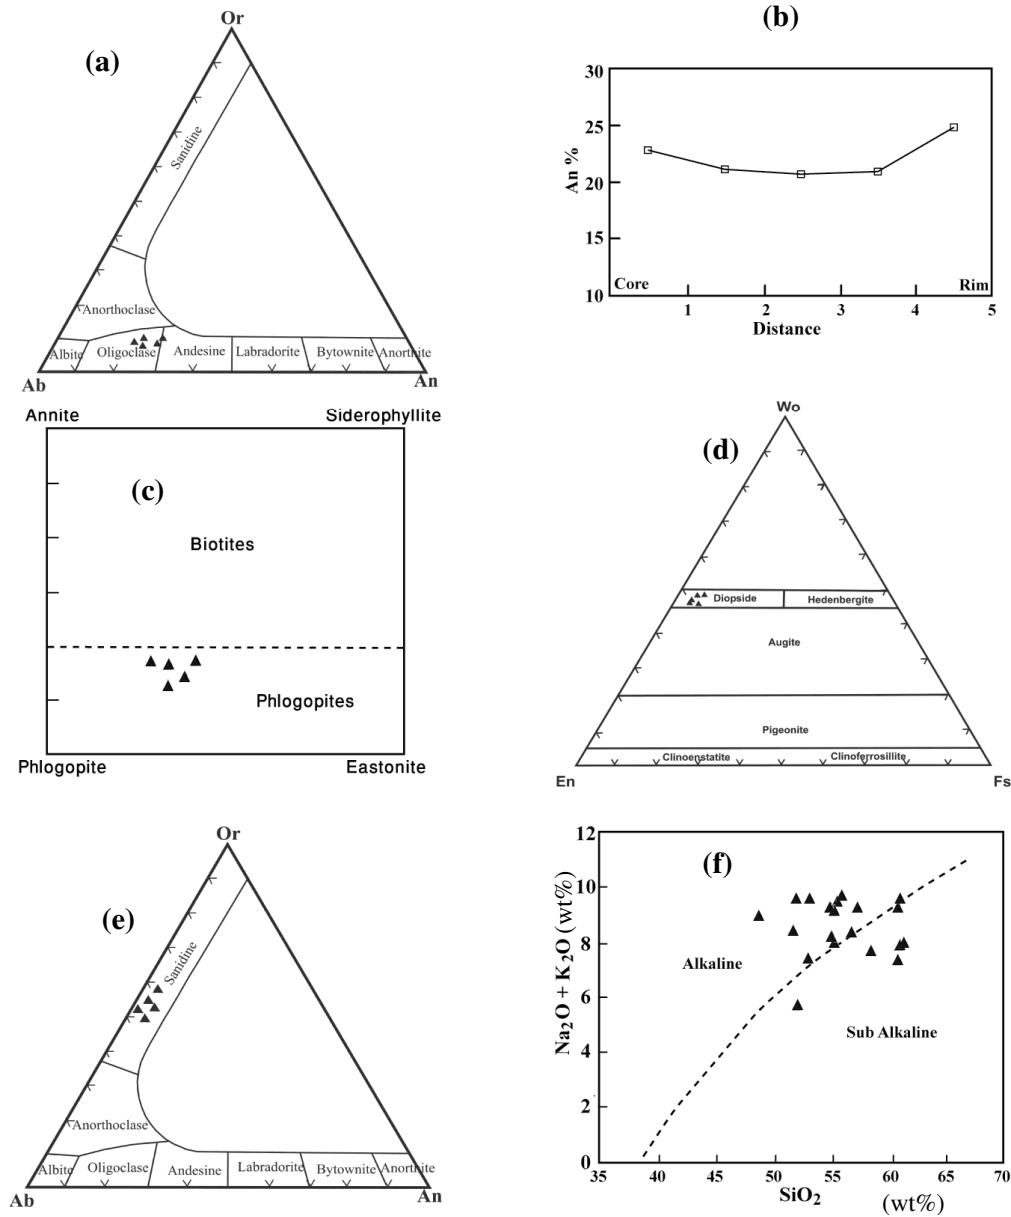 Or
(a)
Sanidine
Anorthoclase
Albite
Oligoclase
Andesine
Labradorite
Bytownite
Anorthite
Ab
An
(b)
30
25
20
15
10
An %
Core
Rim
1
2
3
4
5
Distance
Annite
Siderophyllite
(c)
Biotites
Phlogopites
Phlogopite
Eastonite
Wo
(d)
Diopside
Hedenbergite
Augite
Pigeonite
Clinoenstatite
Clinoferrosillite
En
Fs
Or
(e)
Sanidine
Anorthoclase
Albite
Oligoclase
Andesine
Labradorite
Bytownite
Anorthite
Ab
An
12
10
8
6
4
2
0
Na2O + K2O (wt%)
(f)
Alkaline
Sub Alkaline
35
40
45
50
55
60
65
70
SiO2
(wt%)